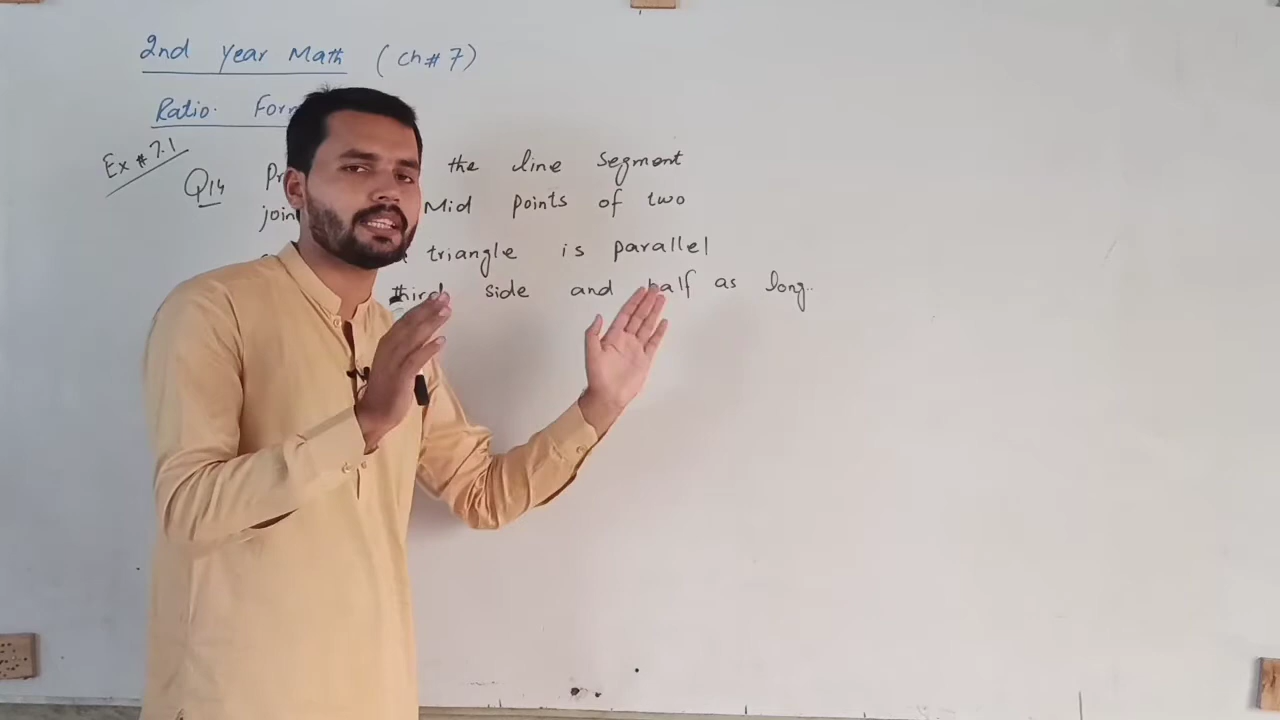 2nd Year Math (Ch# 7)
Ratio. For
Ex # 7.1
Q14 Pr the line segment
join Mid points of two
triangle is parallel
third side and half as long..